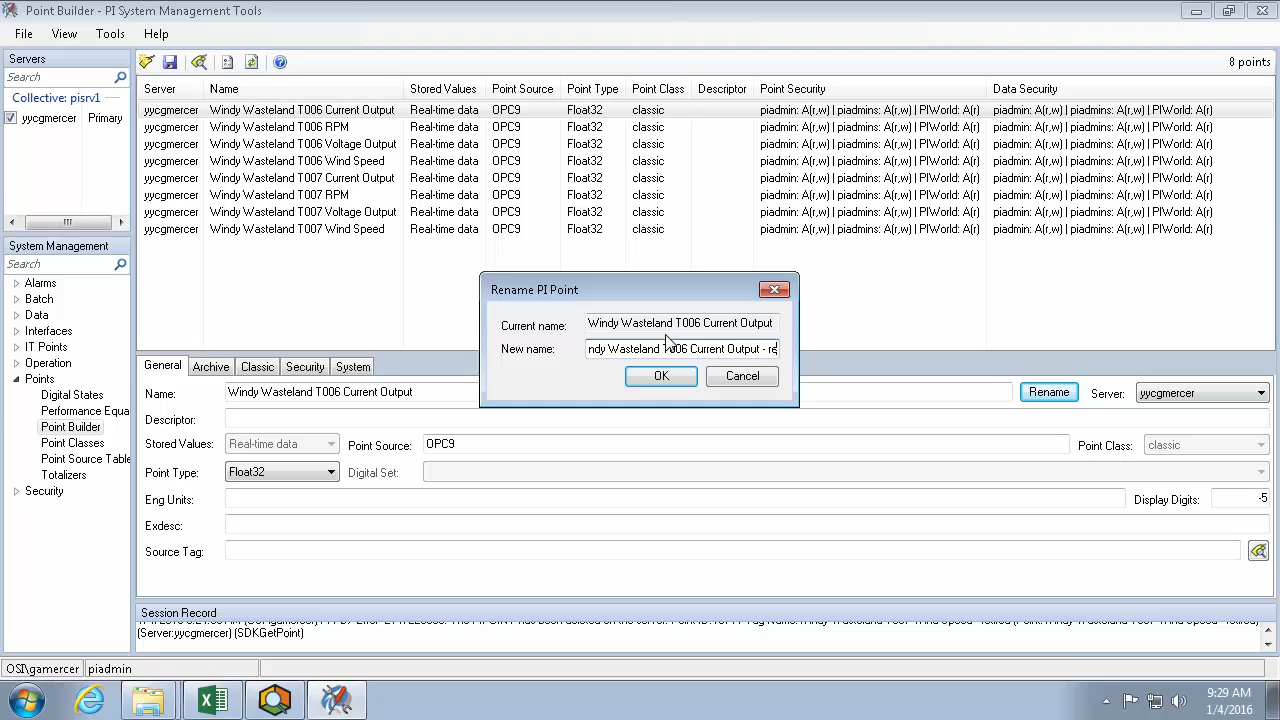 Point Builder - PI System Management Tools
File View Tools Help
Servers
Search
Collective: pisrv1
yycgmercer Primary
8 points
Server Name Stored Values Point Source Point Type Point Class Descriptor Point Security Data Security
yycgmercer Windy Wasteland T006 Current Output Real-time data OPC9 Float32 classic piadmin: A(r,w) | piadmins: A(r,w) | PIWorld: A(r) piadmin: A(r,w) | piadmins: A(r,w) | PIWorld: A(r)
yycgmercer Windy Wasteland T006 RPM Real-time data OPC9 Float32 classic piadmin: A(r,w) | piadmins: A(r,w) | PIWorld: A(r) piadmin: A(r,w) | piadmins: A(r,w) | PIWorld: A(r)
yycgmercer Windy Wasteland T006 Voltage Output Real-time data OPC9 Float32 classic piadmin: A(r,w) | piadmins: A(r,w) | PIWorld: A(r) piadmin: A(r,w) | piadmins: A(r,w) | PIWorld: A(r)
yycgmercer Windy Wasteland T006 Wind Speed Real-time data OPC9 Float32 classic piadmin: A(r,w) | piadmins: A(r,w) | PIWorld: A(r) piadmin: A(r,w) | piadmins: A(r,w) | PIWorld: A(r)
yycgmercer Windy Wasteland T007 Current Output Real-time data OPC9 Float32 classic piadmin: A(r,w) | piadmins: A(r,w) | PIWorld: A(r) piadmin: A(r,w) | piadmins: A(r,w) | PIWorld: A(r)
yycgmercer Windy Wasteland T007 RPM Real-time data OPC9 Float32 classic piadmin: A(r,w) | piadmins: A(r,w) | PIWorld: A(r) piadmin: A(r,w) | piadmins: A(r,w) | PIWorld: A(r)
yycgmercer Windy Wasteland T007 Voltage Output Real-time data OPC9 Float32 classic piadmin: A(r,w) | piadmins: A(r,w) | PIWorld: A(r) piadmin: A(r,w) | piadmins: A(r,w) | PIWorld: A(r)
yycgmercer Windy Wasteland T007 Wind Speed Real-time data OPC9 Float32 classic piadmin: A(r,w) | piadmins: A(r,w) | PIWorld: A(r) piadmin: A(r,w) | piadmins: A(r,w) | PIWorld: A(r)
System Management
Search
Alarms
Batch
Data
Interfaces
IT Points
Operation
Points
Digital States
Performance Equa
Point Builder
Point Classes
Point Source Table
Totalizers
Security
Rename PI Point
Current name: Windy Wasteland T006 Current Output
New name: ndy Wasteland T006 Current Output - re
OK Cancel
General Archive Classic Security System
Name: Windy Wasteland T006 Current Output Rename Server: yycgmercer
Descriptor:
Stored Values: Real-time data Point Source: OPC9 Point Class: classic
Point Type: Float32 Digital Set:
Eng Units: Display Digits: -5
Exdesc:
Source Tag:
Session Record
(Server:yycgmercer) (SDKGetPoint)
OSI\gamercer piadmin
9:29 AM
1/4/2016